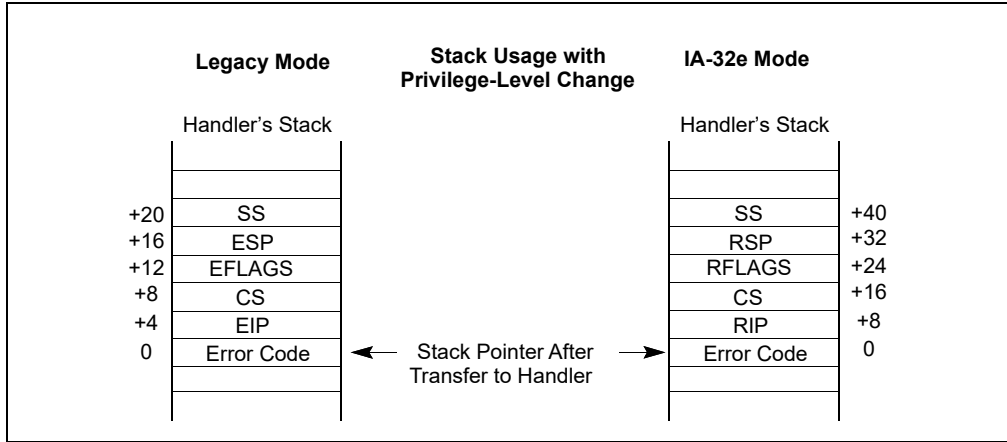 Legacy Mode
Stack Usage with
Privilege-Level Change
IA-32e Mode
Handler's Stack
Handler's Stack
+20 SS
SS +40
+16 ESP
RSP +32
+12 EFLAGS
RFLAGS +24
+8 CS
CS +16
+4 EIP
RIP +8
0 Error Code
Stack Pointer After
Transfer to Handler
Error Code 0